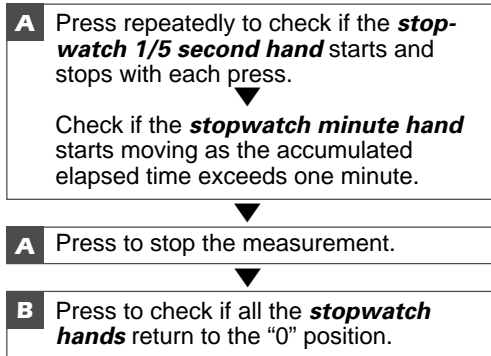 A Press repeatedly to check if the stop-
watch 1/5 second hand starts and
stops with each press.
Check if the stopwatch minute hand
starts moving as the accumulated
elapsed time exceeds one minute.
A Press to stop the measurement.
B Press to check if all the stopwatch
hands return to the “0” position.